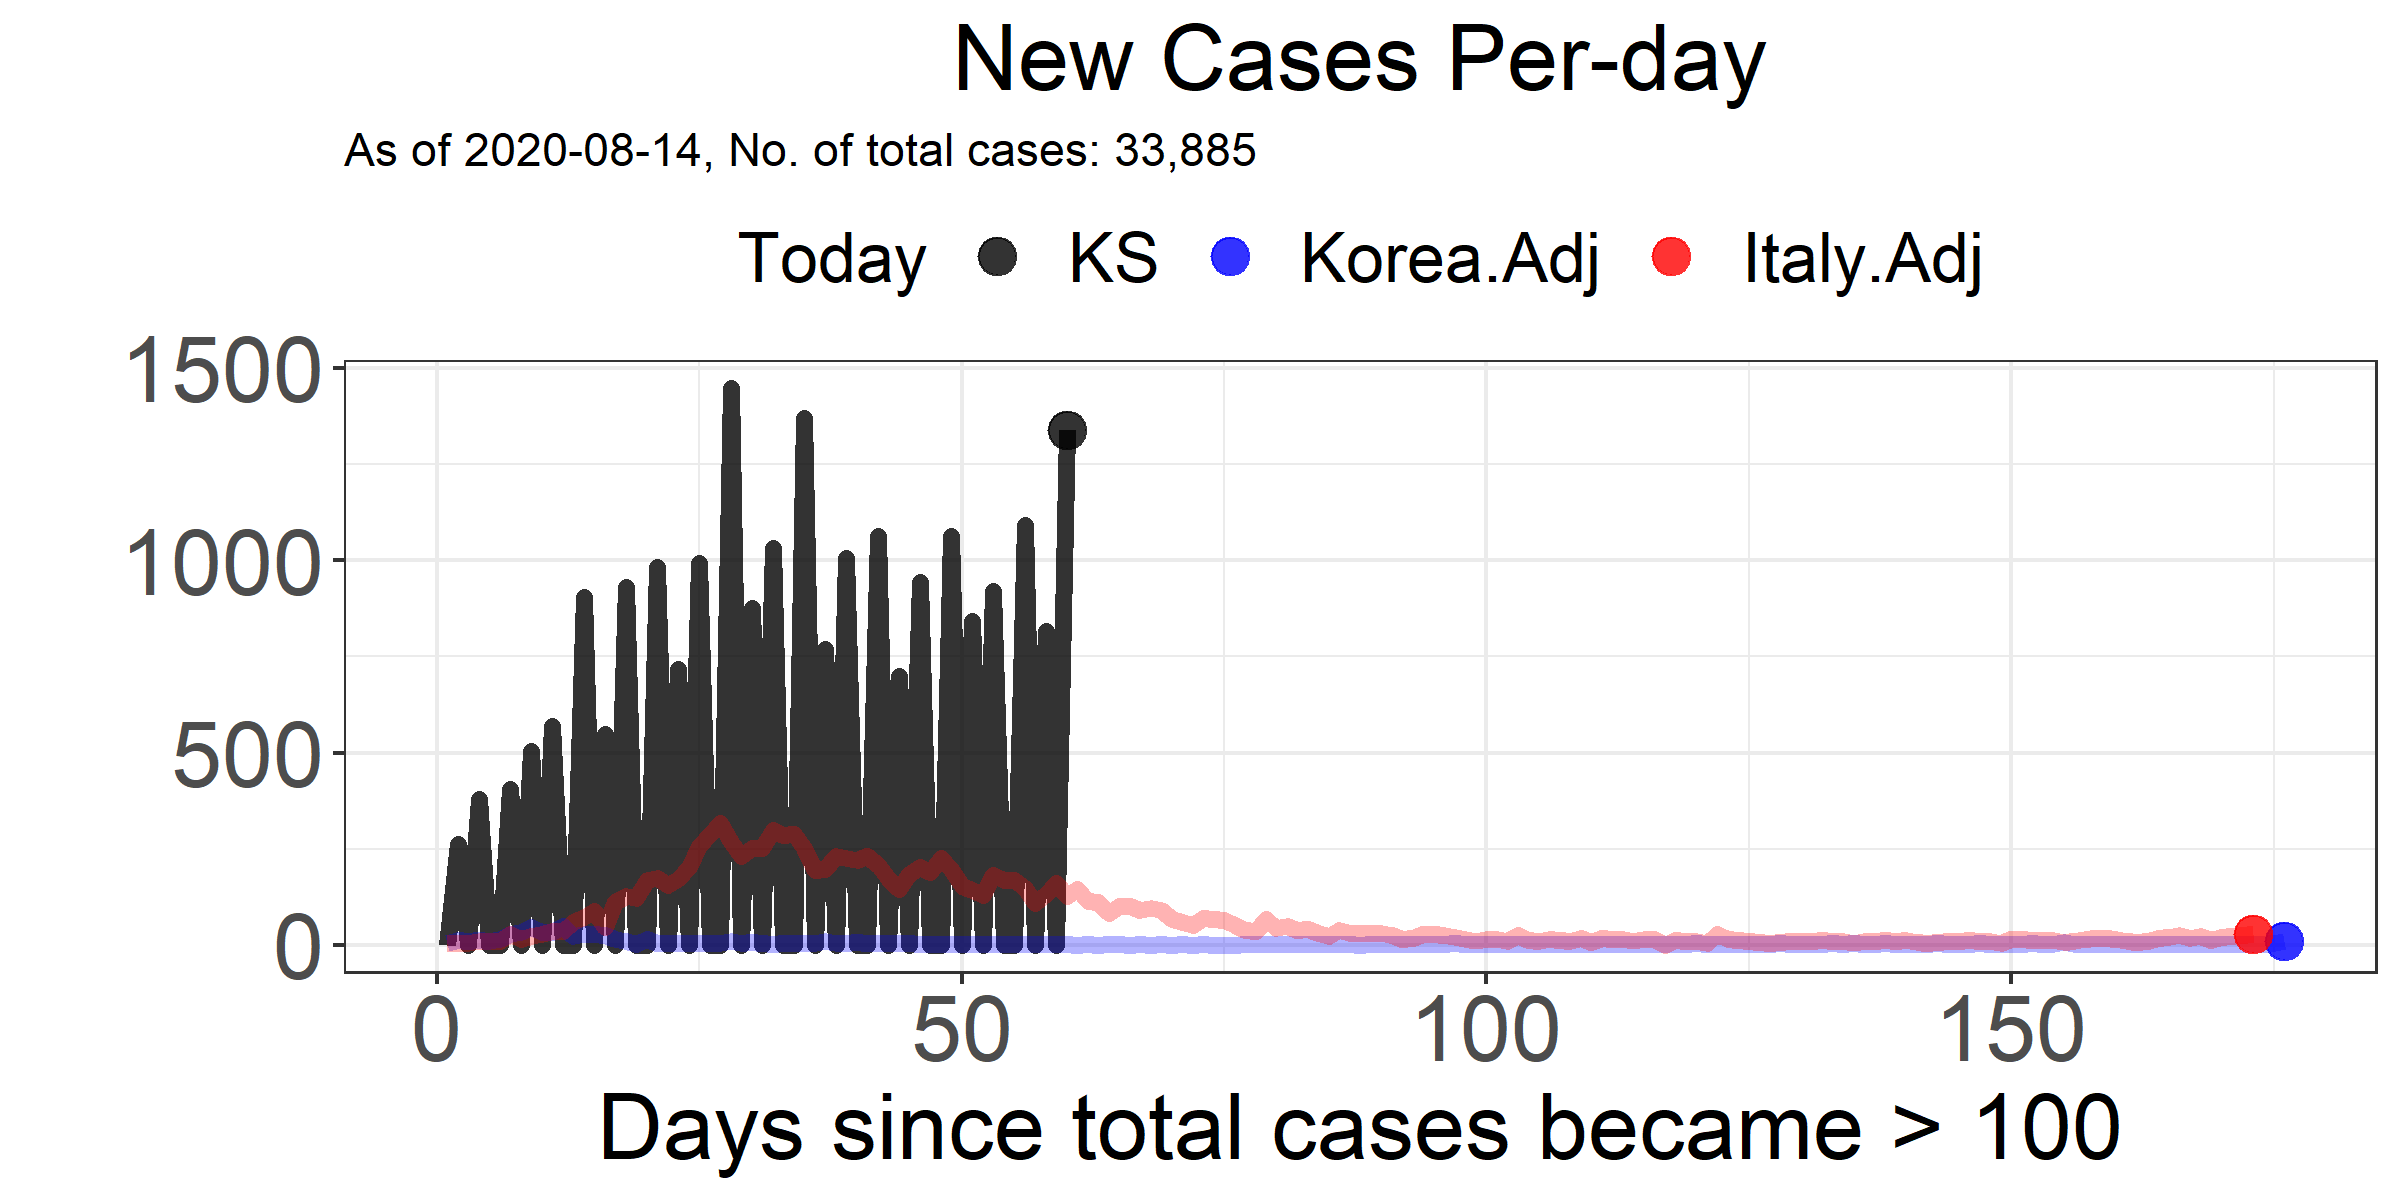 New Cases Per-day
As of 2020-08-14, No. of total cases: 33,885
Today KS Korea.Adj Italy.Adj
1500
1000
500
0
0 50 100 150
Days since total cases became > 100